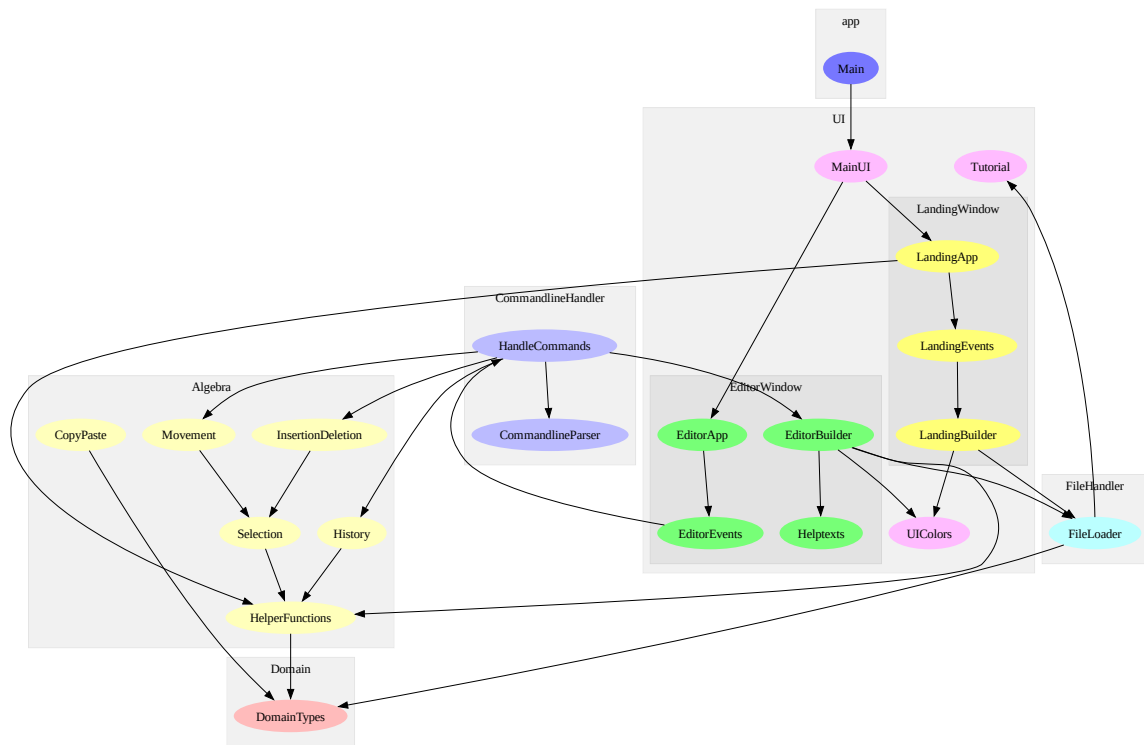 app
Main
UI
MainUI
Tutorial
LandingWindow
LandingApp
CommandlineHandler
HandleCommands
LandingEvents
Algebra
EditorWindow
CopyPaste
Movement
InsertionDeletion
CommandlineParser
EditorApp
EditorBuilder
LandingBuilder
FileHandler
Selection
History
EditorEvents
Helptexts
UIColors
FileLoader
HelperFunctions
Domain
DomainTypes